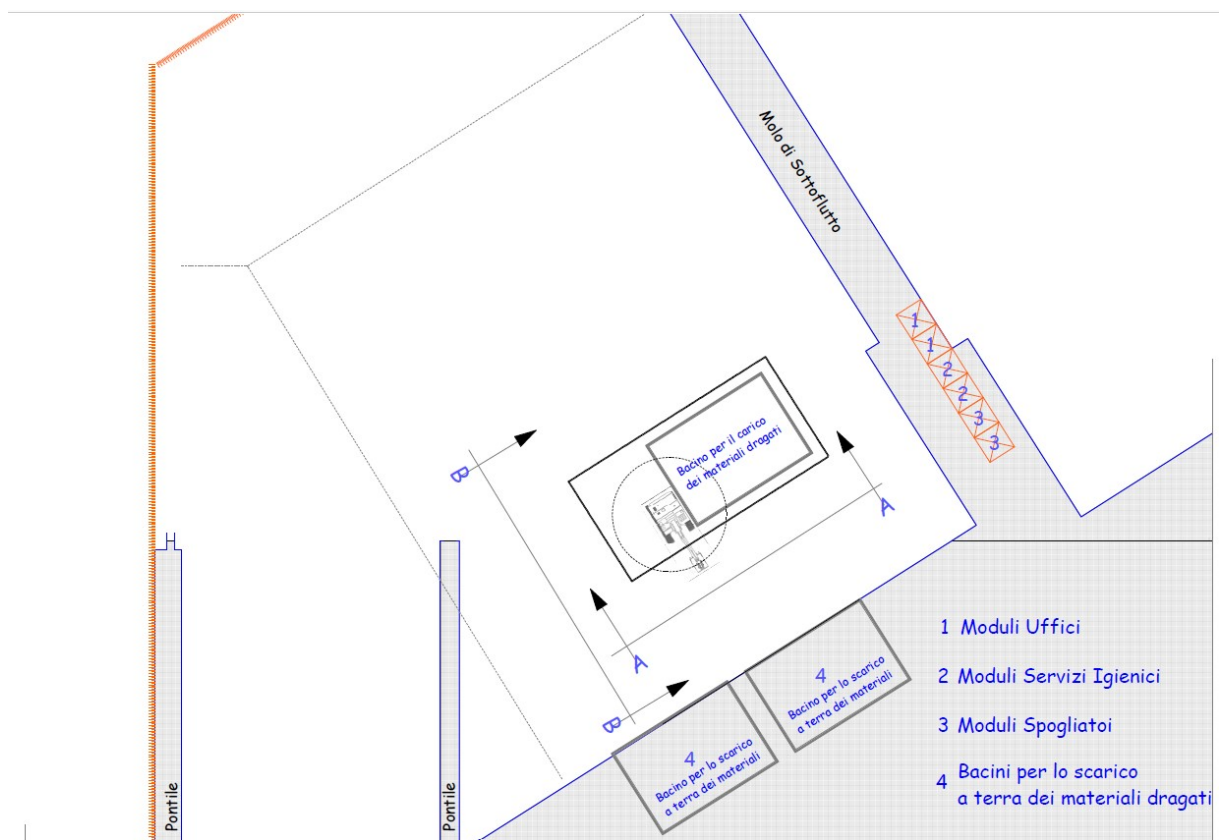 Molo di Sottoflutto
1
1
2
2
3
3
Bacino per il carico
dei materiali dragati
B
A
A
B
4
Bacino per lo scarico
a terra dei materiali
4
Bacino per lo scarico
a terra dei materiali
Pontile
Pontile
1 Moduli Uffici
2 Moduli Servizi Igienici
3 Moduli Spogliatoi
4 Bacini per lo scarico
a terra dei materiali dragati